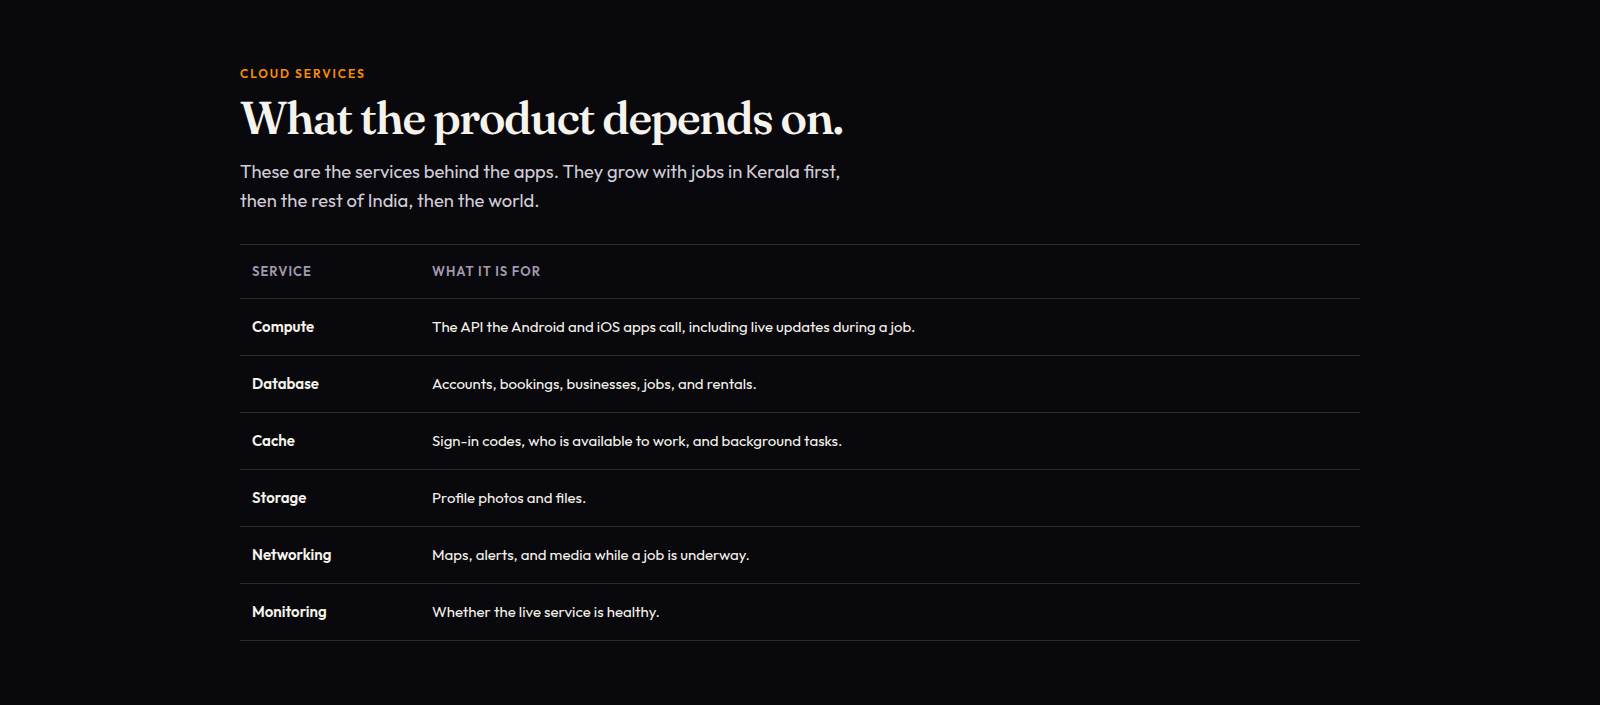 CLOUD SERVICES
What the product depends on.
These are the services behind the apps. They grow with jobs in Kerala first,
then the rest of India, then the world.
SERVICE WHAT IT IS FOR
Compute The API the Android and iOS apps call, including live updates during a job.
Database Accounts, bookings, businesses, jobs, and rentals.
Cache Sign-in codes, who is available to work, and background tasks.
Storage Profile photos and files.
Networking Maps, alerts, and media while a job is underway.
Monitoring Whether the live service is healthy.